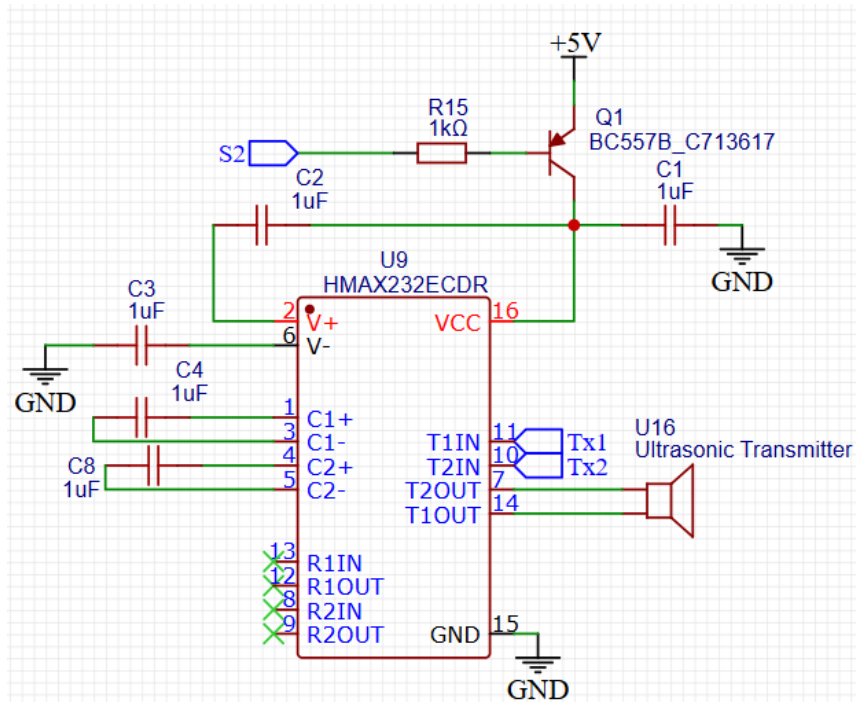 +5V
R15
1kΩ
Q1
BC557B_C713617
S2
C2
1uF
C1
1uF
GND
U9
HMAX232ECDR
C3
1uF
2
V+
VCC
16
6
V-
GND
C4
1uF
1
C1+
3
C1-
T1IN
11
Tx1
U16
Ultrasonic Transmitter
C8
1uF
4
C2+
T2IN
10
Tx2
5
C2-
T2OUT
7
T1OUT
14
13
R1IN
12
R1OUT
8
R2IN
9
R2OUT
GND
15
GND